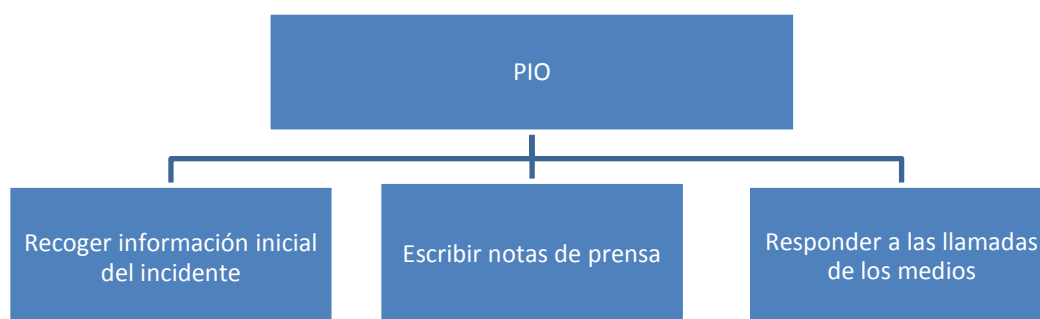 PIO
Recoger información inicial
del incidente
Escribir notas de prensa
Responder a las llamadas
de los medios